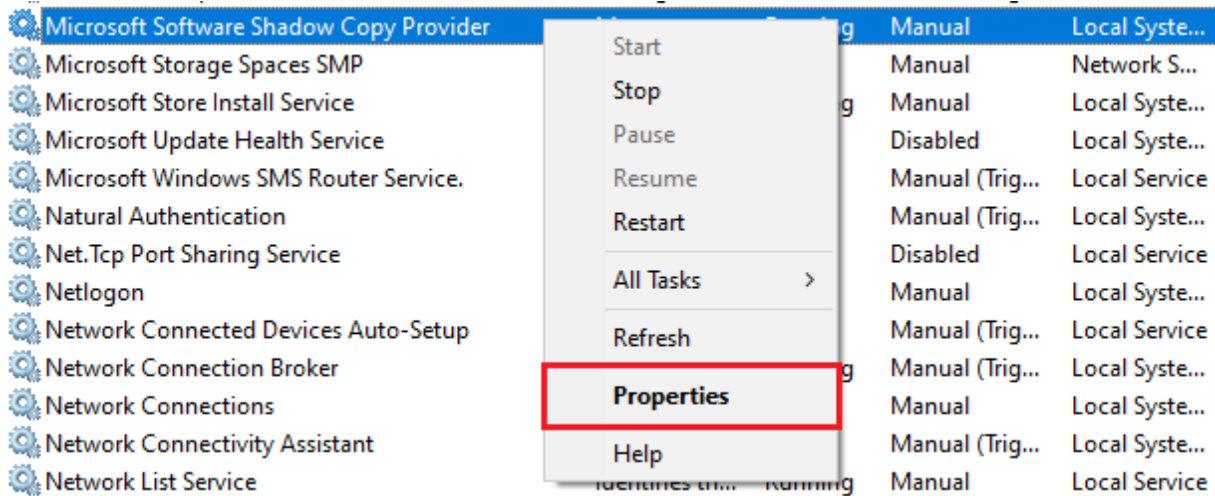 Microsoft Software Shadow Copy Provider Manual Local Syste...
Microsoft Storage Spaces SMP Manual Network S...
Microsoft Store Install Service Manual Local Syste...
Microsoft Update Health Service Disabled Local Syste...
Microsoft Windows SMS Router Service. Manual (Trig... Local Service
Natural Authentication Manual (Trig... Local Syste...
Net.Tcp Port Sharing Service Disabled Local Service
Netlogon Manual Local Syste...
Network Connected Devices Auto-Setup Manual (Trig... Local Service
Network Connection Broker Manual (Trig... Local Syste...
Network Connections Manual Local Syste...
Network Connectivity Assistant Manual (Trig... Local Syste...
Network List Service Identifies th... Running Manual Local Service
Start
Stop
Pause
Resume
Restart
All Tasks
Refresh
Properties
Help